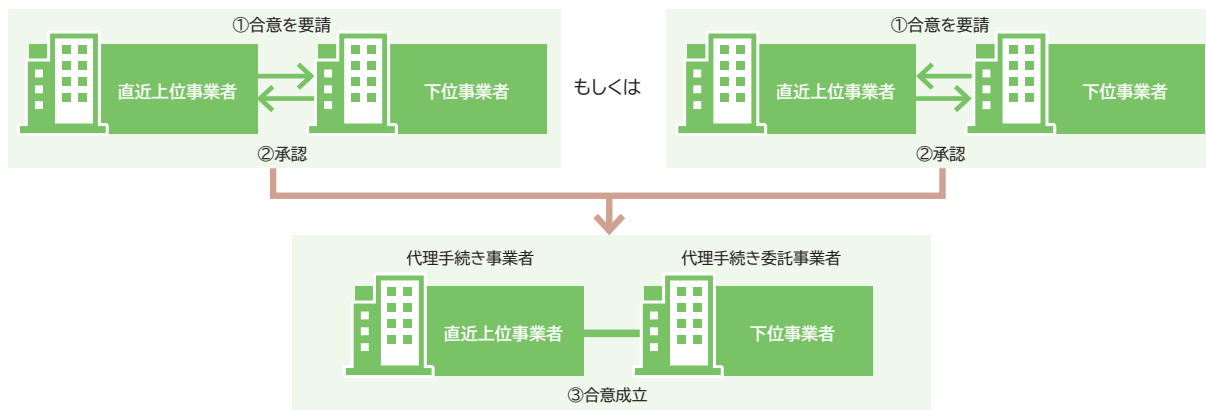 ①合意を要請
直近上位事業者
下位事業者
②承認
もしくは
①合意を要請
直近上位事業者
下位事業者
②承認
代理手続き事業者
代理手続き委託事業者
直近上位事業者
下位事業者
③合意成立